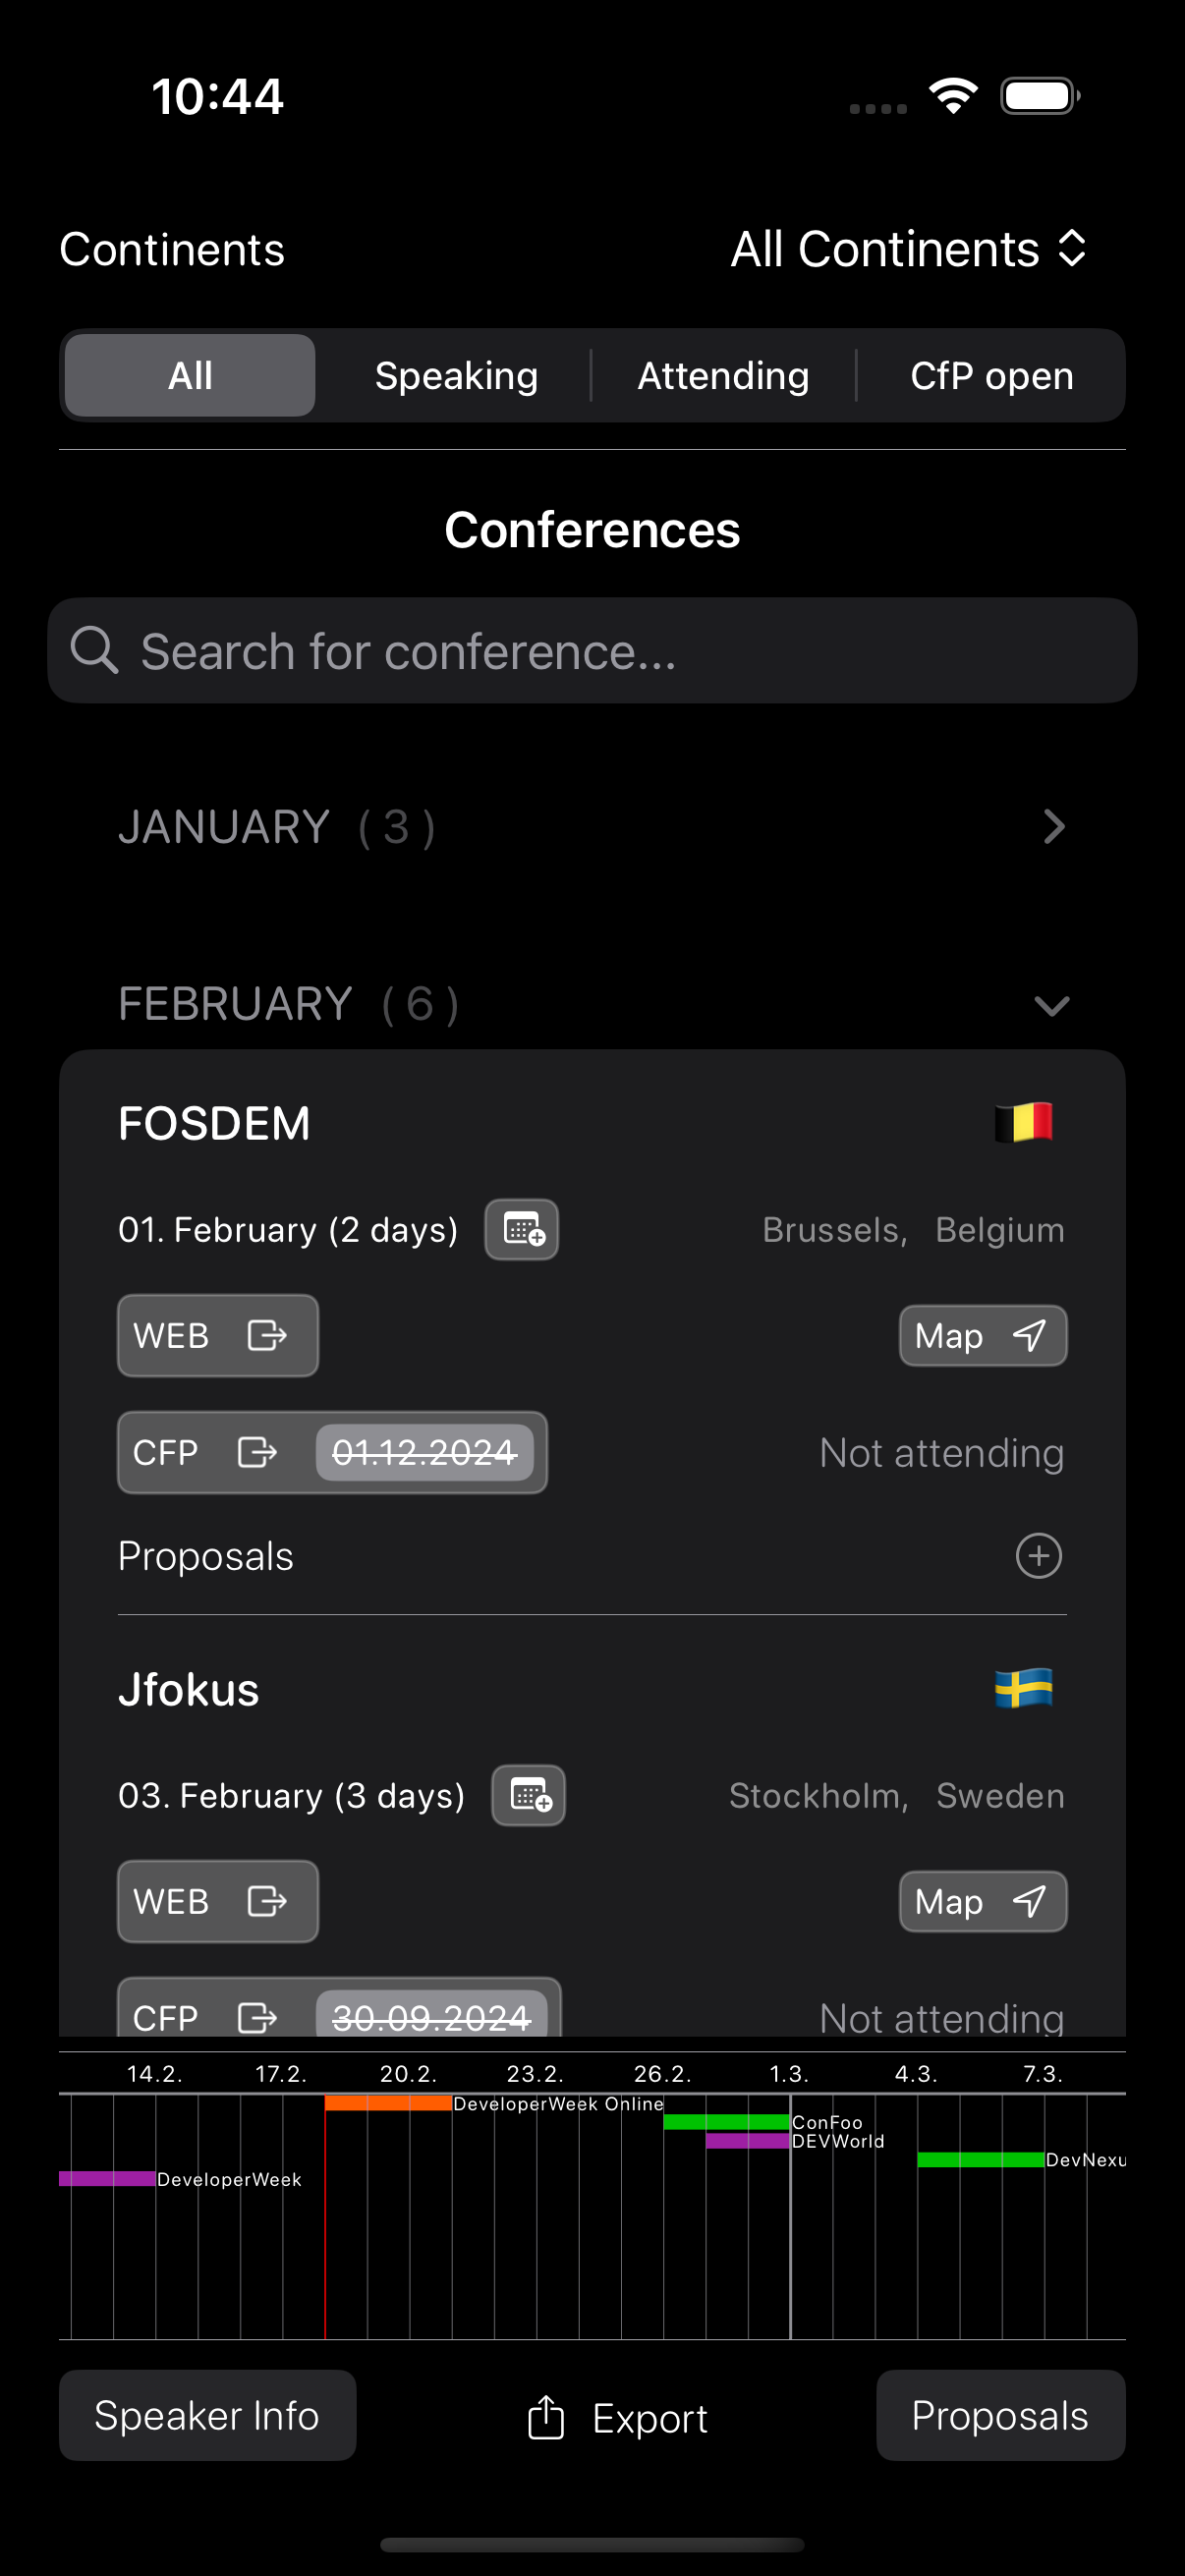 10:44
Continents All Continents
All Speaking Attending CfP open
Conferences
Search for conference...
JANUARY (3)
FEBRUARY (6)
FOSDEM
01. February (2 days) Brussels, Belgium
WEB Map
CFP 01.12.2024 Not attending
Proposals
Jfokus
03. February (3 days) Stockholm, Sweden
WEB Map
CFP 30.09.2024 Not attending
14.2. 17.2. 20.2. 23.2. 26.2. 1.3. 4.3. 7.3.
DeveloperWeek Online
ConFoo
DEVWorld
DevNexu
DeveloperWeek
Speaker Info Export Proposals